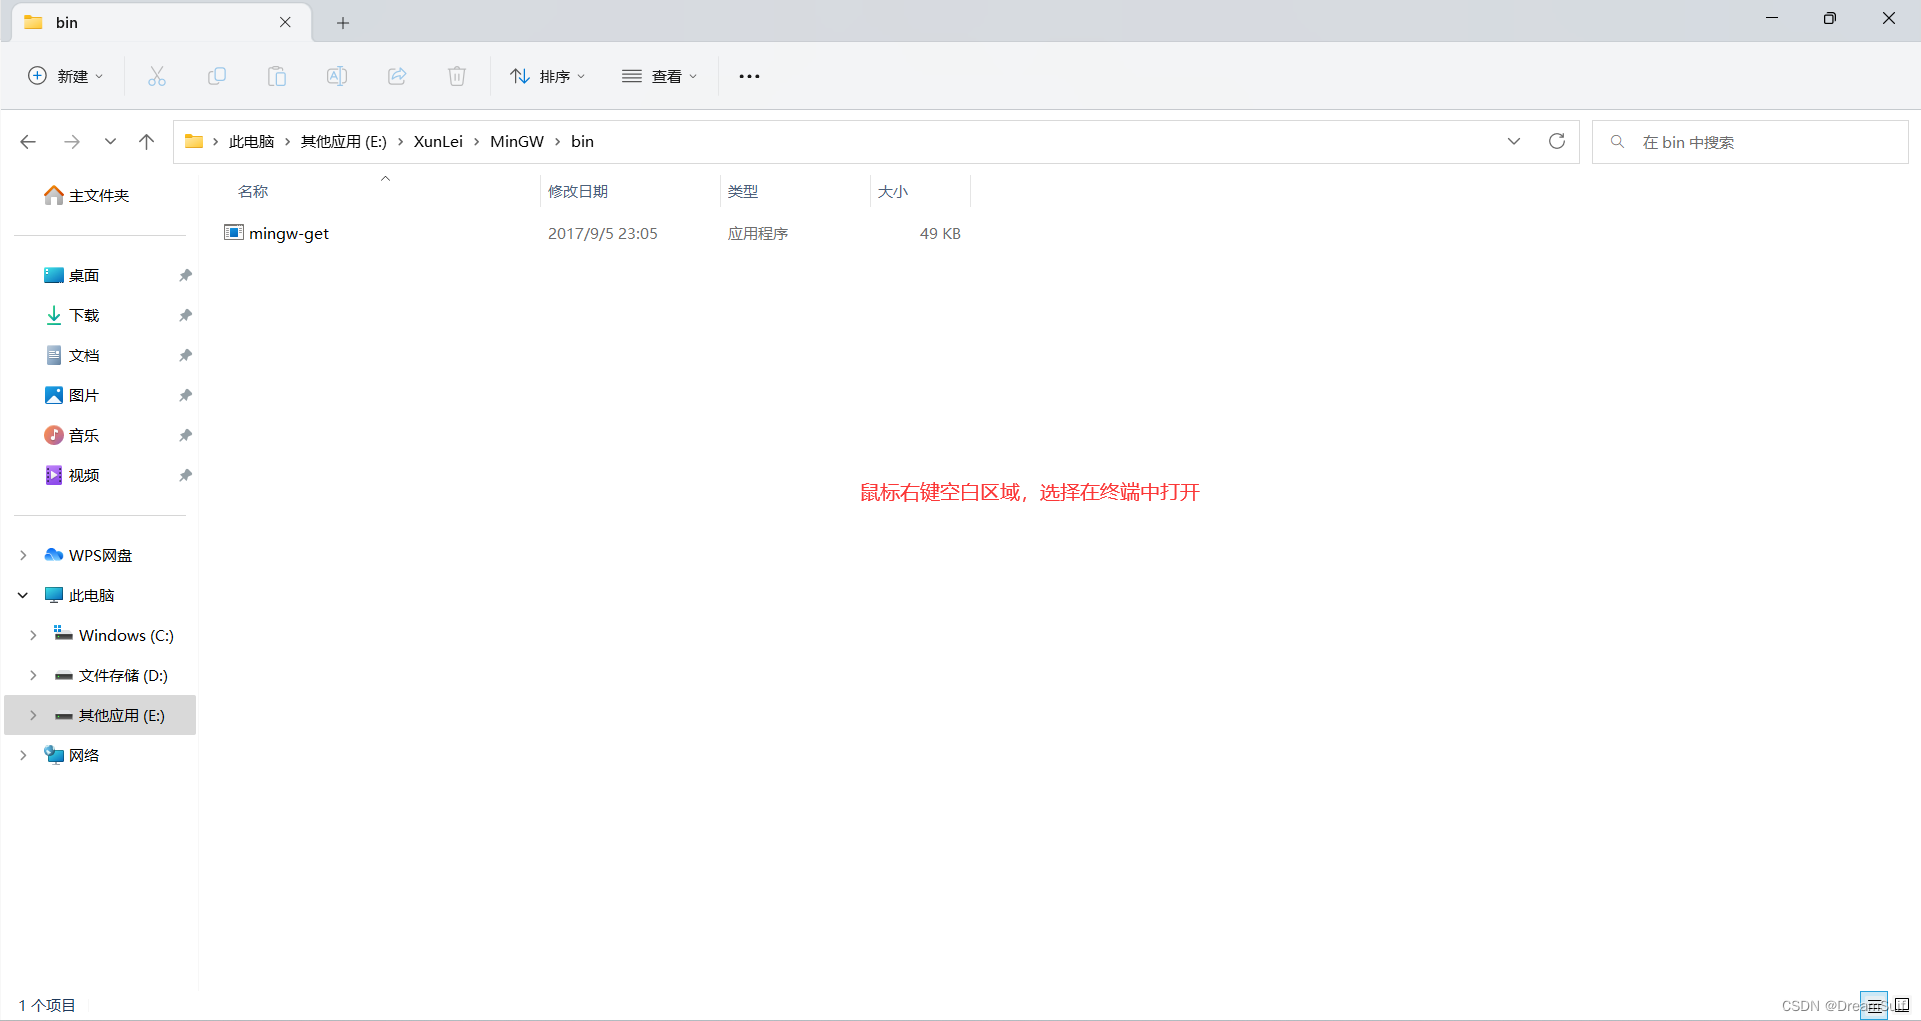 bin
新建
排序
查看
此电脑 > 其他应用 (E:) > XunLei > MinGW > bin
在 bin 中搜索
主文件夹
桌面
下载
文档
图片
音乐
视频
WPS网盘
此电脑
Windows (C:)
文件存储 (D:)
其他应用 (E:)
网络
名称 修改日期 类型 大小
mingw-get 2017/9/5 23:05 应用程序 49 KB
鼠标右键空白区域，选择在终端中打开
1 个项目
CSDN